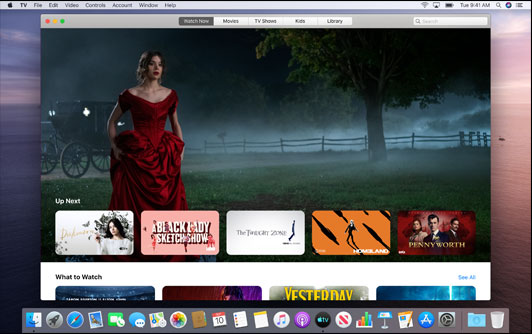 TV File Edit Video Controls Account Window Help
Tue 9:41 AM
Watch Now Movies TV Shows Kids Library
Search
Up Next
Dickinson
A BLACK LADY SKETCH SHOW
THE TWILIGHT ZONE
HOMELAND
PENNYWORTH
What to Watch
See All
YESTERDAY
10
tv